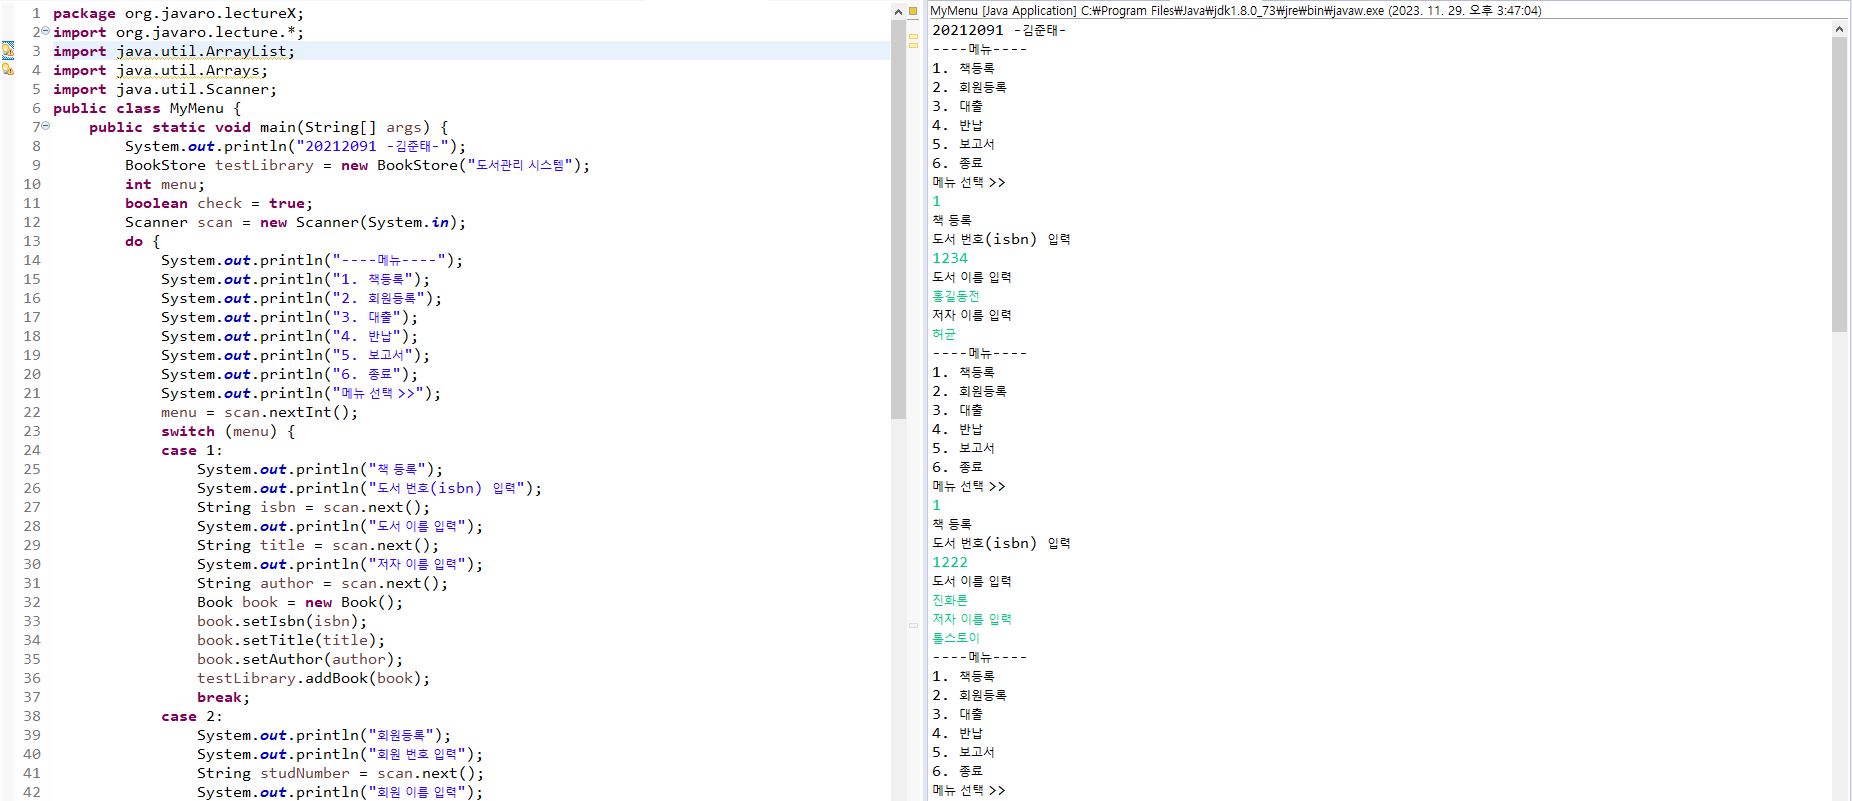 1 package org.javaro.lectureX;
2 import org.javaro.lecture.*;
3 import java.util.ArrayList;
4 import java.util.Arrays;
5 import java.util.Scanner;
6 public class MyMenu {
7 public static void main(String[] args) {
8 System.out.println("20212091 -김준태-");
9 BookStore testLibrary = new BookStore("도서관리 시스템");
10 int menu;
11 boolean check = true;
12 Scanner scan = new Scanner(System.in);
13 do {
14 System.out.println("----메뉴----");
15 System.out.println("1. 책등록");
16 System.out.println("2. 회원등록");
17 System.out.println("3. 대출");
18 System.out.println("4. 반납");
19 System.out.println("5. 보고서");
20 System.out.println("6. 종료");
21 System.out.println("메뉴 선택 >>");
22 menu = scan.nextInt();
23 switch (menu) {
24 case 1:
25 System.out.println("책 등록");
26 System.out.println("도서 번호(isbn) 입력");
27 String isbn = scan.next();
28 System.out.println("도서 이름 입력");
29 String title = scan.next();
30 System.out.println("저자 이름 입력");
31 String author = scan.next();
32 Book book = new Book();
33 book.setIsbn(isbn);
34 book.setTitle(title);
35 book.setAuthor(author);
36 testLibrary.addBook(book);
37 break;
38 case 2:
39 System.out.println("회원등록");
40 System.out.println("회원 번호 입력");
41 String studNumber = scan.next();
42 System.out.println("회원 이름 입력");
MyMenu [Java Application] C:₩Program Files₩Java₩jdk1.8.0_73₩jre₩bin₩javaw.exe (2023. 11. 29. 오후 3:47:04)
20212091 -김준태-
----메뉴----
1. 책등록
2. 회원등록
3. 대출
4. 반납
5. 보고서
6. 종료
메뉴 선택 >>
1
책 등록
도서 번호(isbn) 입력
1234
도서 이름 입력
홍길동전
저자 이름 입력
허균
----메뉴----
1. 책등록
2. 회원등록
3. 대출
4. 반납
5. 보고서
6. 종료
메뉴 선택 >>
1
책 등록
도서 번호(isbn) 입력
1222
도서 이름 입력
진화론
저자 이름 입력
톨스토이
----메뉴----
1. 책등록
2. 회원등록
3. 대출
4. 반납
5. 보고서
6. 종료
메뉴 선택 >>